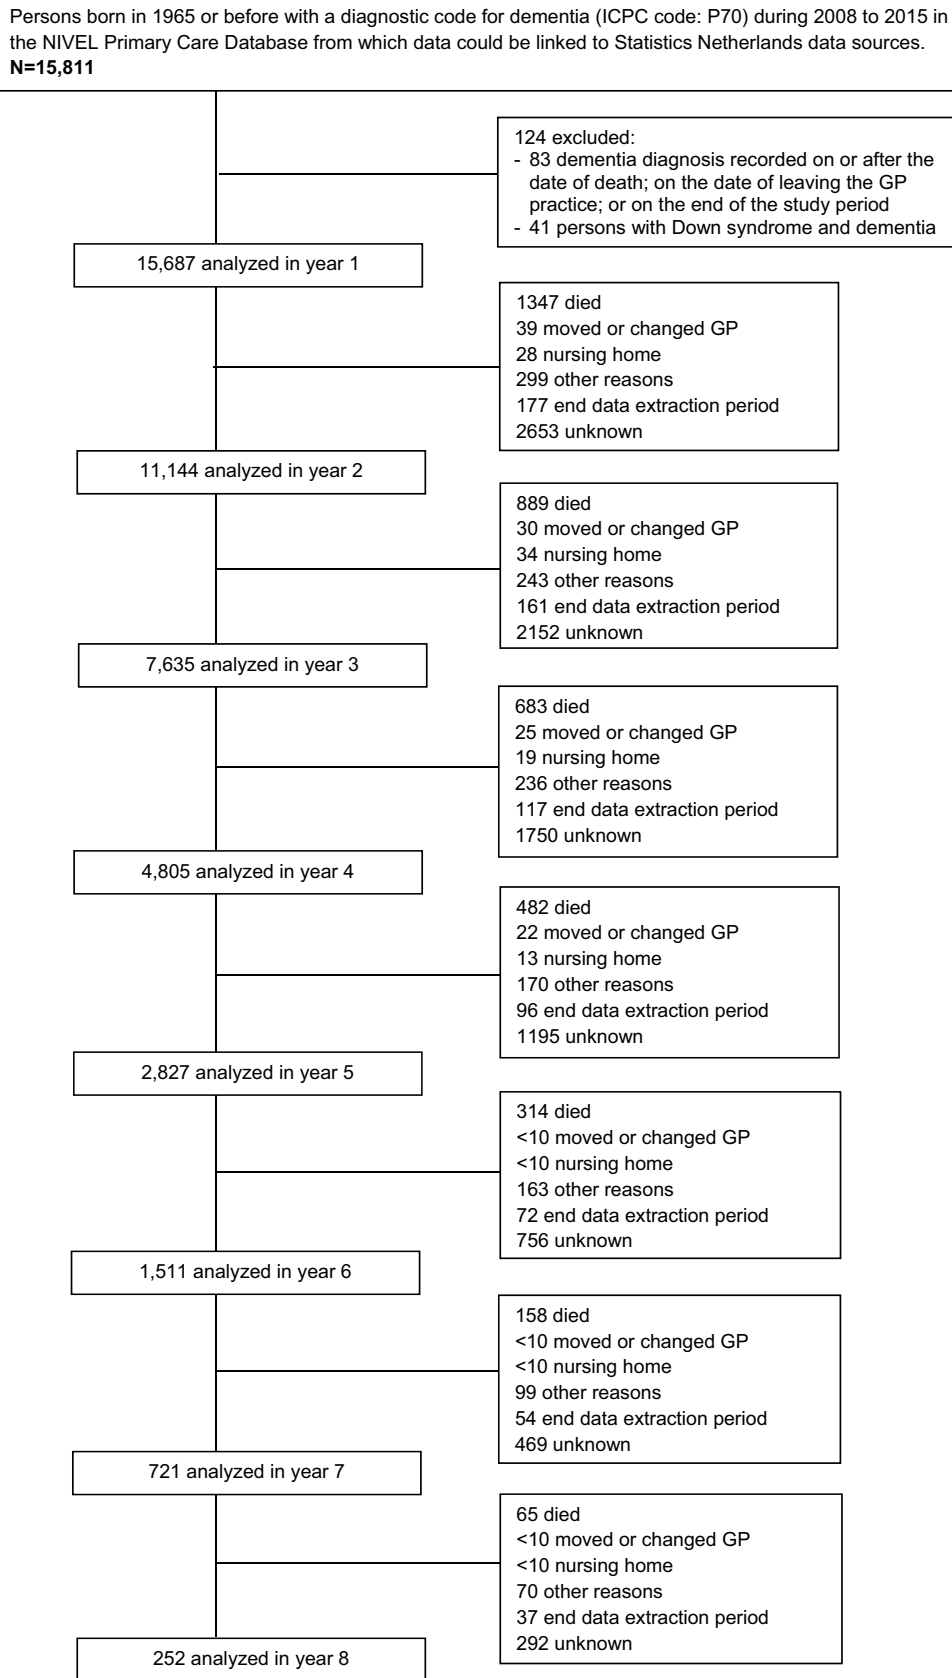 Persons born in 1965 or before with a diagnostic code for dementia (ICPC code: P70) during 2008 to 2015 in
the NIVEL Primary Care Database from which data could be linked to Statistics Netherlands data sources.
N=15,811
124 excluded:
- 83 dementia diagnosis recorded on or after the
date of death; on the date of leaving the GP
practice; or on the end of the study period
- 41 persons with Down syndrome and dementia
15,687 analyzed in year 1
1347 died
39 moved or changed GP
28 nursing home
299 other reasons
177 end data extraction period
2653 unknown
11,144 analyzed in year 2
889 died
30 moved or changed GP
34 nursing home
243 other reasons
161 end data extraction period
2152 unknown
7,635 analyzed in year 3
683 died
25 moved or changed GP
19 nursing home
236 other reasons
117 end data extraction period
1750 unknown
4,805 analyzed in year 4
482 died
22 moved or changed GP
13 nursing home
170 other reasons
96 end data extraction period
1195 unknown
2,827 analyzed in year 5
314 died
<10 moved or changed GP
<10 nursing home
163 other reasons
72 end data extraction period
756 unknown
1,511 analyzed in year 6
158 died
<10 moved or changed GP
<10 nursing home
99 other reasons
54 end data extraction period
469 unknown
721 analyzed in year 7
65 died
<10 moved or changed GP
<10 nursing home
70 other reasons
37 end data extraction period
292 unknown
252 analyzed in year 8